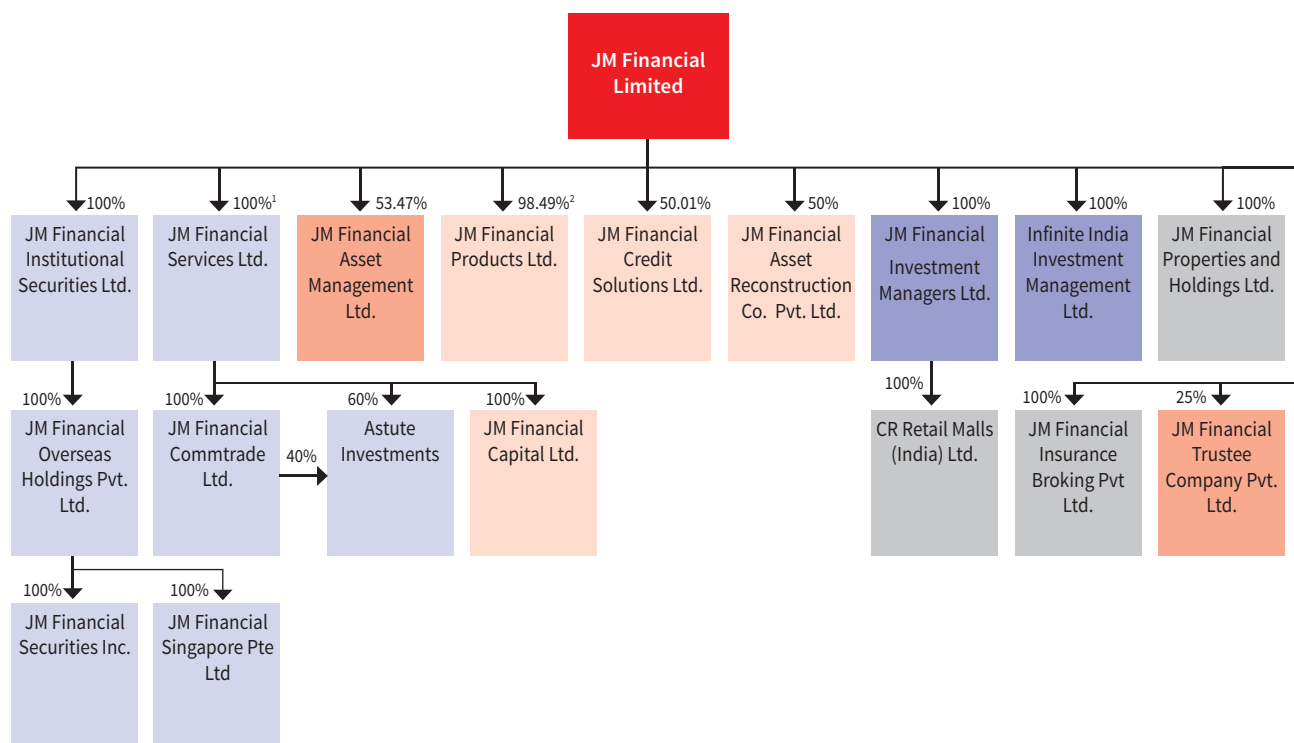 JM Financial
Limited
100%
100%¹
53.47%
98.49%²
50.01%
50%
100%
100%
100%
JM Financial
Institutional
Securities Ltd.
JM Financial
Services Ltd.
JM Financial
Asset
Management
Ltd.
JM Financial
Products Ltd.
JM Financial
Credit
Solutions Ltd.
JM Financial
Asset
Reconstruction
Co. Pvt. Ltd.
JM Financial
Investment
Managers Ltd.
Infinite India
Investment
Management
Ltd.
JM Financial
Properties and
Holdings Ltd.
100%
100%
60%
100%
100%
100%
25%
JM Financial
Overseas
Holdings Pvt.
Ltd.
JM Financial
Commtrade
Ltd.
40%
Astute
Investments
JM Financial
Capital Ltd.
CR Retail Malls
(India) Ltd.
JM Financial
Insurance
Broking Pvt
Ltd.
JM Financial
Trustee
Company Pvt.
Ltd.
100%
100%
JM Financial
Securities Inc.
JM Financial
Singapore Pte
Ltd